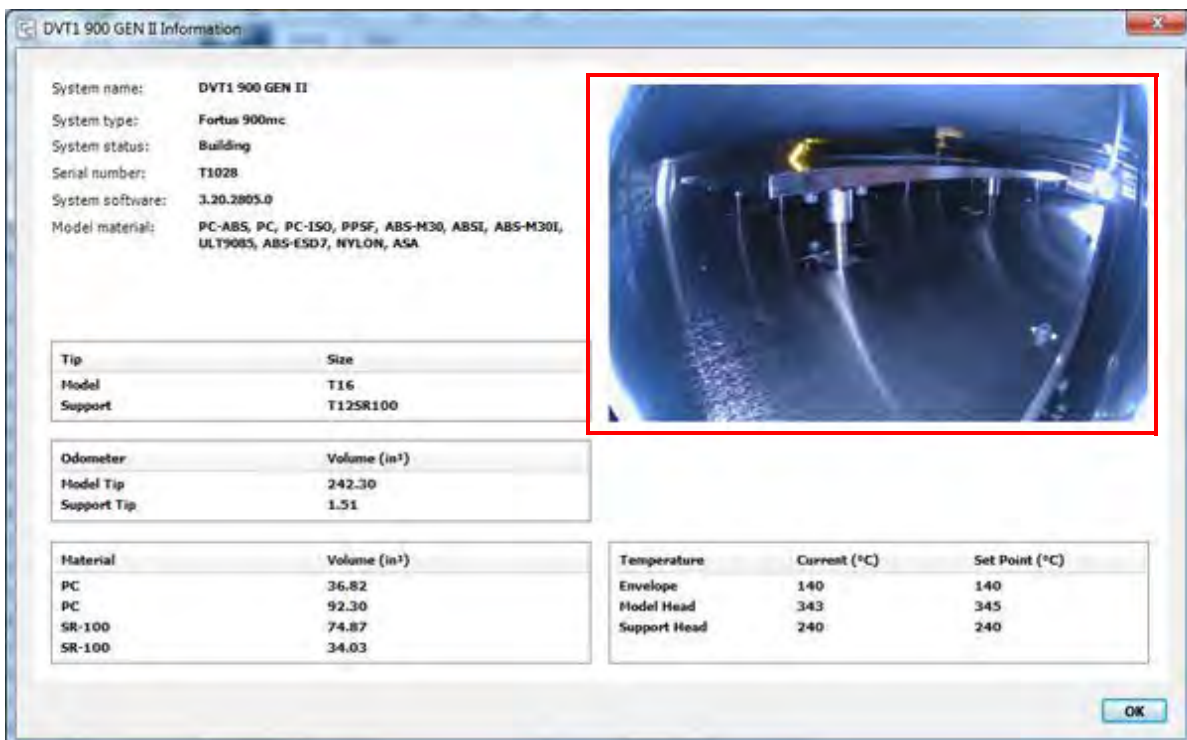 DVT1 900 GEN II Information
System name: DVT1 900 GEN II
System type: Fortus 900mc
System status: Building
Serial number: T1028
System software: 3.20.2805.0
Model material: PC-ABS, PC, PC-ISO, PPSF, ABS-M30, ABSI, ABS-M30I,
ULT9085, ABS-ESD7, NYLON, ASA
Tip Size
Model T16
Support T12SR100
Odometer Volume (in³)
Model Tip 242.30
Support Tip 1.51
Material Volume (in³)
PC 36.82
PC 92.30
SR-100 74.87
SR-100 34.03
Temperature Current (°C) Set Point (°C)
Envelope 140 140
Model Head 343 345
Support Head 240 240
OK